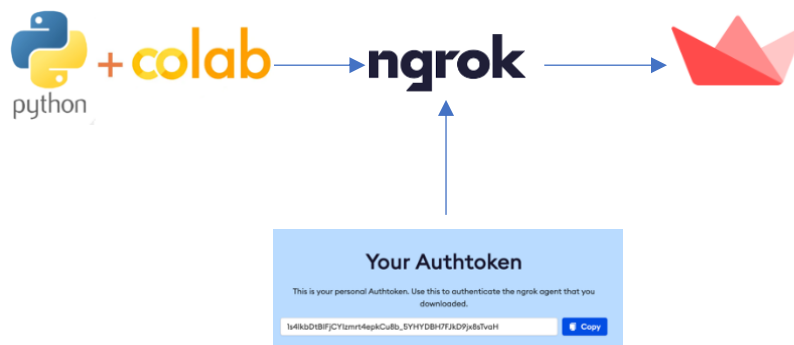 python
+ colab
ngrok
Your Authtoken
This is your personal Authtoken. Use this to authenticate the ngrok agent that you
downloaded.
Copy